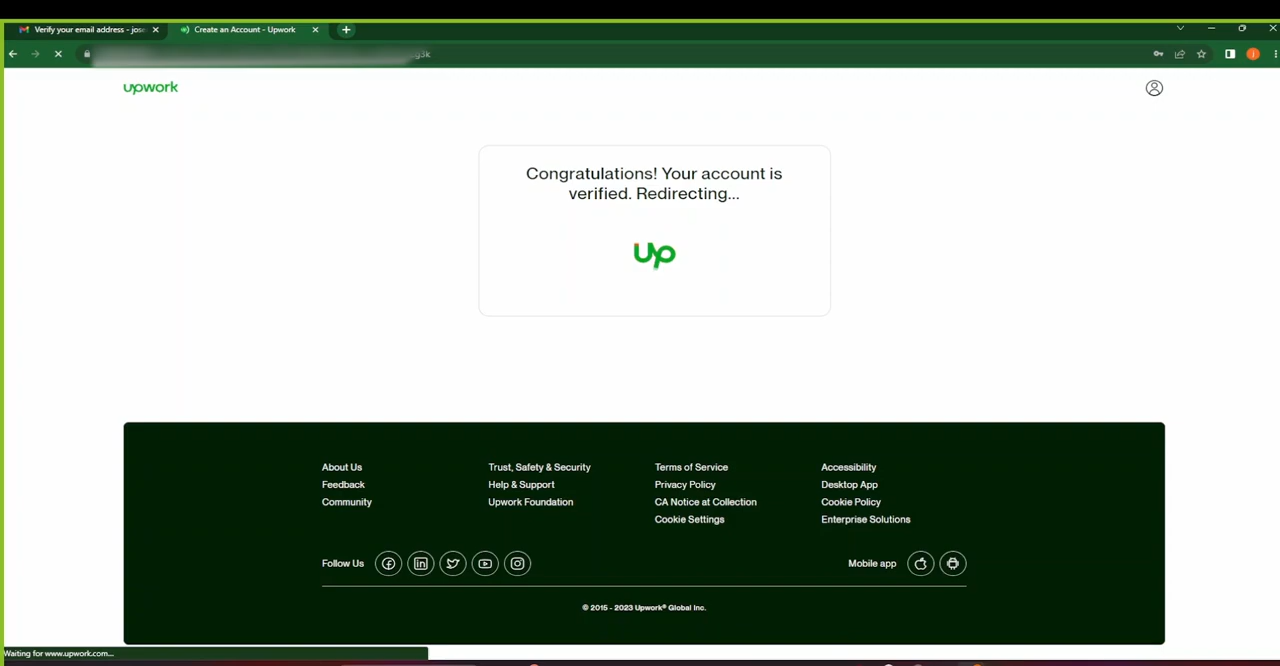 Verify your email address - jose
Create an Account - Upwork
g3k
upwork
Congratulations! Your account is
verified. Redirecting...
up
About Us
Trust, Safety & Security
Terms of Service
Accessibility
Feedback
Help & Support
Privacy Policy
Desktop App
Community
Upwork Foundation
CA Notice at Collection
Cookie Policy
Cookie Settings
Enterprise Solutions
Follow Us
Mobile app
© 2015 - 2023 Upwork® Global Inc.
Waiting for www.upwork.com...